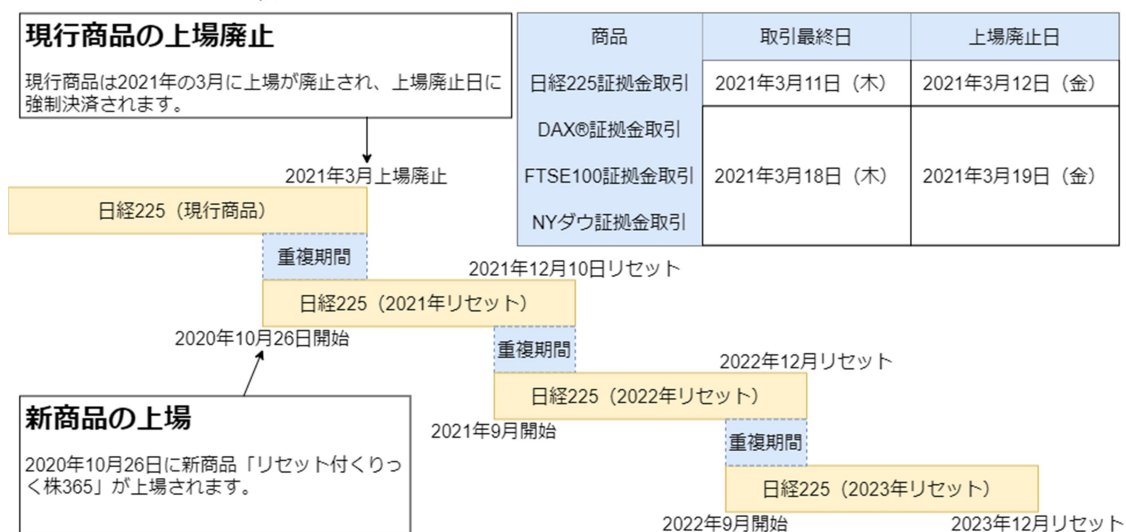 現行商品の上場廃止
現行商品は2021年の3月に上場が廃止され、上場廃止日に
強制決済されます。
商品 取引最終日 上場廃止日
日経225証拠金取引 2021年3月11日（木） 2021年3月12日（金）
DAX®証拠金取引
FTSE100証拠金取引 2021年3月18日（木） 2021年3月19日（金）
NYダウ証拠金取引
2021年3月上場廃止
日経225（現行商品）
重複期間
2021年12月10日リセット
日経225（2021年リセット）
2020年10月26日開始
重複期間
2022年12月リセット
日経225（2022年リセット）
2021年9月開始
重複期間
日経225（2023年リセット）
2022年9月開始
2023年12月リセット
新商品の上場
2020年10月26日に新商品「リセット付くりっ
く株365」が上場されます。